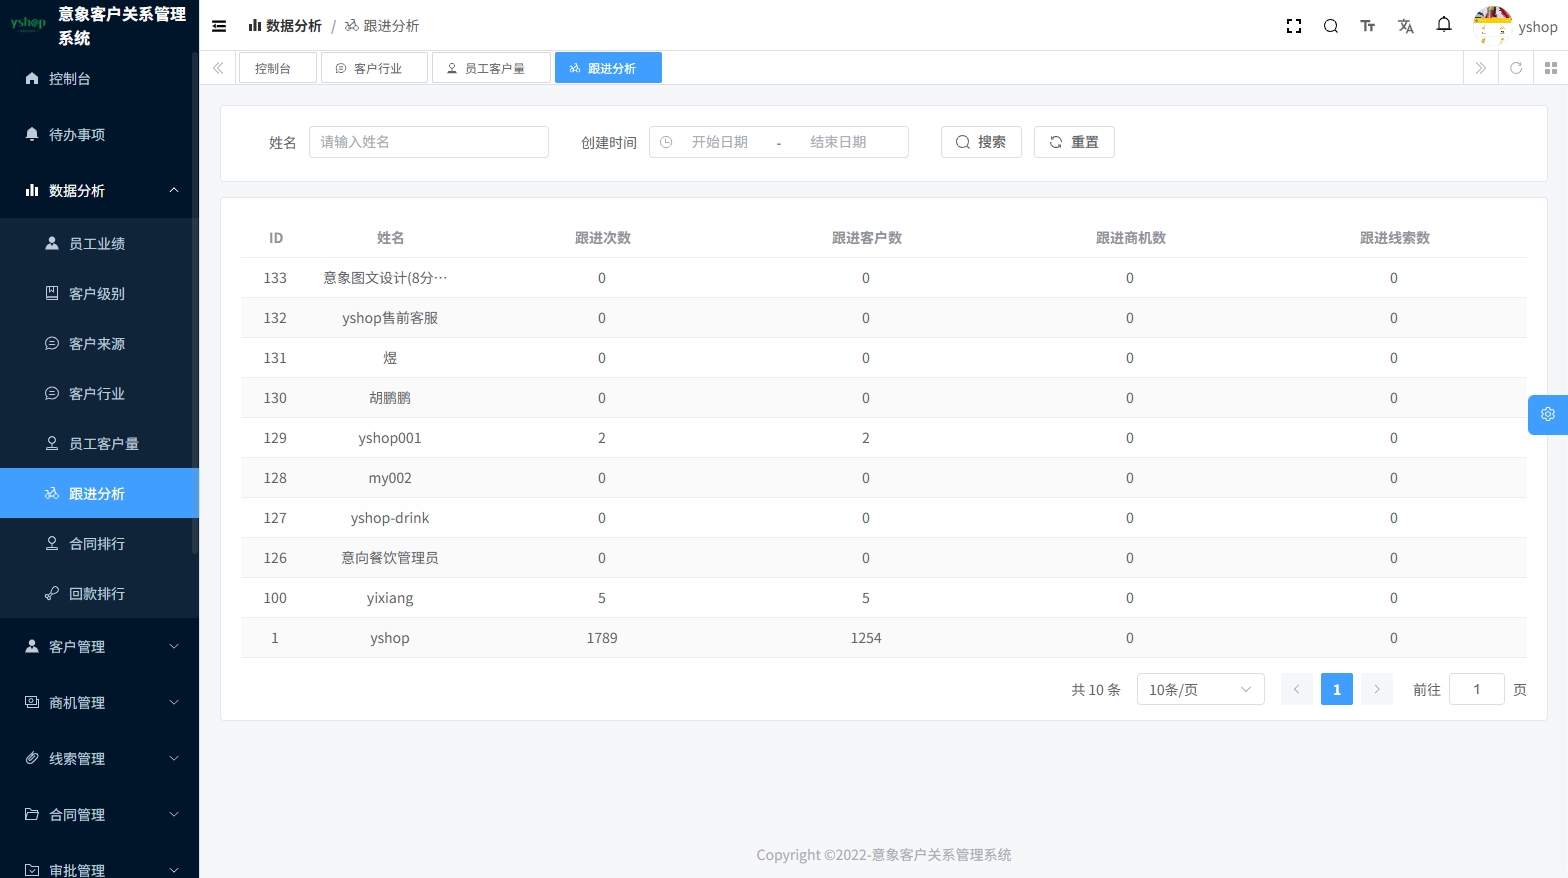 yshop
意象客户关系管理
系统
控制台
待办事项
数据分析
员工业绩
客户级别
客户来源
客户行业
员工客户量
跟进分析
合同排行
回款排行
客户管理
商机管理
线索管理
合同管理
审批管理
数据分析 / 跟进分析
yshop
控制台 客户行业 员工客户量 跟进分析
姓名 请输入姓名 创建时间 开始日期 - 结束日期 搜索 重置
ID 姓名 跟进次数 跟进客户数 跟进商机数 跟进线索数
133 意象图文设计(8分… 0 0 0 0
132 yshop售前客服 0 0 0 0
131 煜 0 0 0 0
130 胡鹏鹏 0 0 0 0
129 yshop001 2 2 0 0
128 my002 0 0 0 0
127 yshop-drink 0 0 0 0
126 意向餐饮管理员 0 0 0 0
100 yixiang 5 5 0 0
1 yshop 1789 1254 0 0
共 10 条 10条/页 1 前往 1 页
Copyright ©2022-意象客户关系管理系统